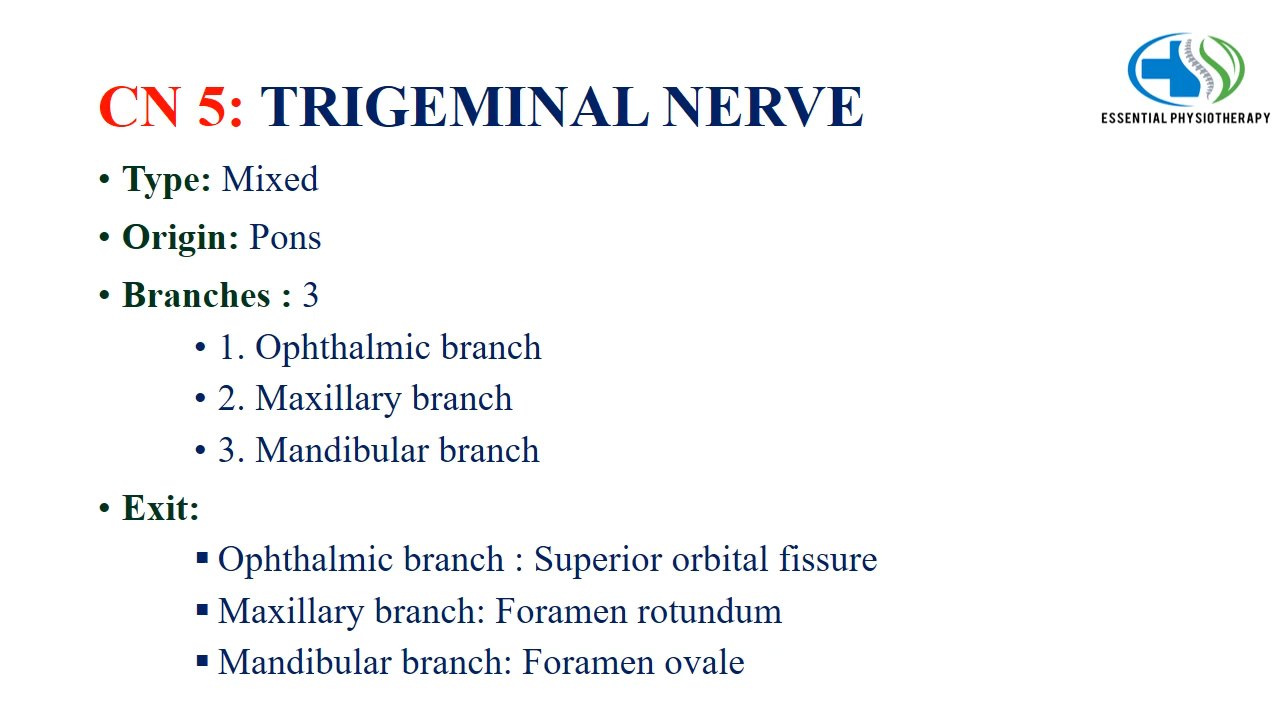 ESSENTIAL PHYSIOTHERAPY
CN 5: TRIGEMINAL NERVE
• Type: Mixed
• Origin: Pons
• Branches : 3
• 1. Ophthalmic branch
• 2. Maxillary branch
• 3. Mandibular branch
• Exit:
▪ Ophthalmic branch : Superior orbital fissure
▪ Maxillary branch: Foramen rotundum
▪ Mandibular branch: Foramen ovale